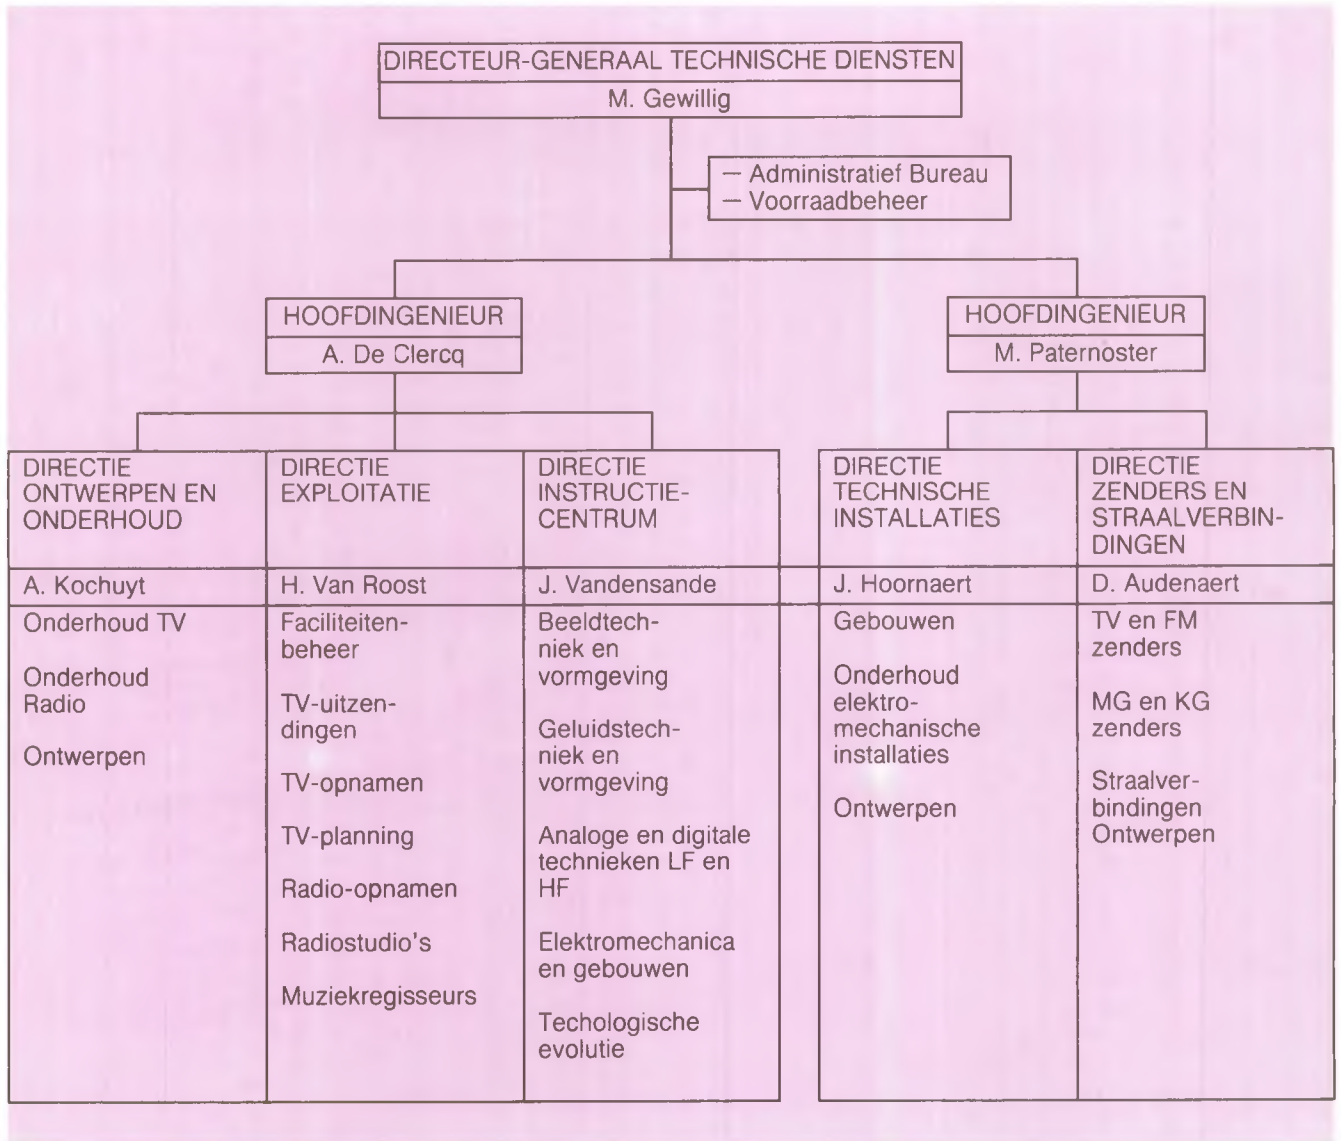 DIRECTEUR-GENERAAL TECHNISCHE DIENSTEN
M. Gewillig
— Administratief Bureau
— Voorraadbeheer
HOOFDINGENIEUR
A. De Clercq
HOOFDINGENIEUR
M. Paternoster
DIRECTIE
ONTWERPEN EN
ONDERHOUD
A. Kochuyt
Onderhoud TV
Onderhoud
Radio
Ontwerpen
DIRECTIE
EXPLOITATIE
H. Van Roost
Faciliteiten-
beheer
TV-uitzen-
dingen
TV-opnamen
TV-planning
Radio-opnamen
Radiostudio's
Muziekregisseurs
DIRECTIE
INSTRUCTIE-
CENTRUM
J. Vandensande
Beeldtech-
niek en
vormgeving
Geluidstech-
niek en
vormgeving
Analoge en digitale
technieken LF en
HF
Elektromechanica
en gebouwen
Techologische
evolutie
DIRECTIE
TECHNISCHE
INSTALLATIES
J. Hoornaert
Gebouwen
Onderhoud
elektro-
mechanische
installaties
Ontwerpen
DIRECTIE
ZENDERS EN
STRAALVERBIN-
DINGEN
D. Audenaert
TV en FM
zenders
MG en KG
zenders
Straalver-
bindingen
Ontwerpen